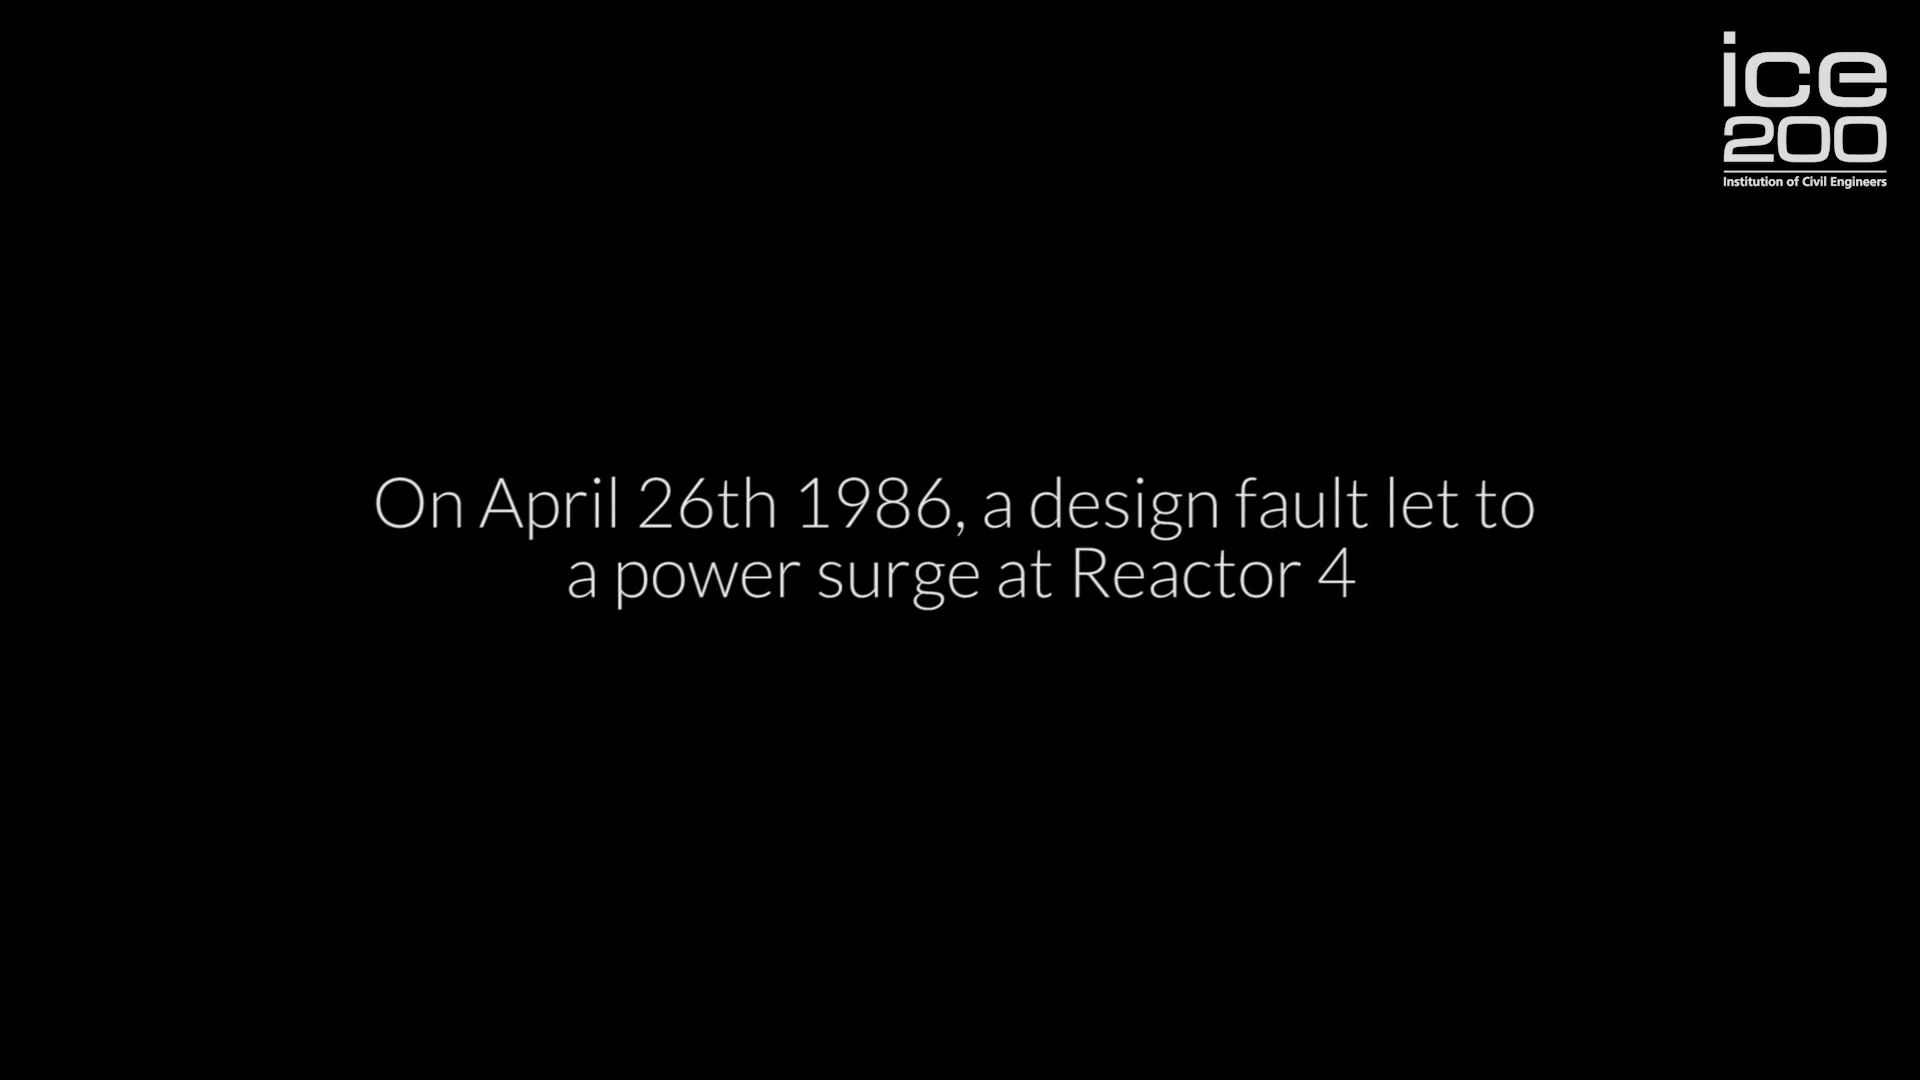 ice
200
Institution of Civil Engineers
On April 26th 1986, a design fault let to
a power surge at Reactor 4